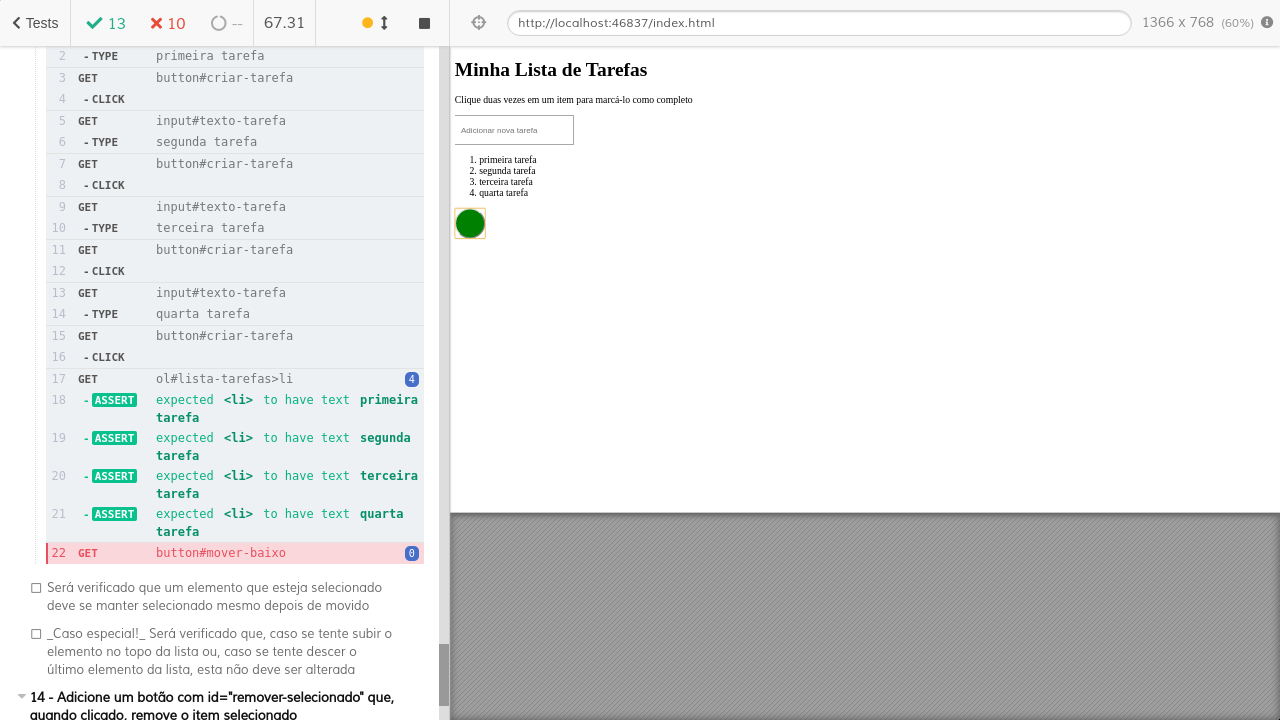 Tests
13
10
--
67.31
http://localhost:46837/index.html
1366 x 768 (60%)
2 - TYPE primeira tarefa
3 GET button#criar-tarefa
4 - CLICK
5 GET input#texto-tarefa
6 - TYPE segunda tarefa
7 GET button#criar-tarefa
8 - CLICK
9 GET input#texto-tarefa
10 - TYPE terceira tarefa
11 GET button#criar-tarefa
12 - CLICK
13 GET input#texto-tarefa
14 - TYPE quarta tarefa
15 GET button#criar-tarefa
16 - CLICK
17 GET ol#lista-tarefas>li 4
18 - ASSERT expected <li> to have text primeira
tarefa
19 - ASSERT expected <li> to have text segunda
tarefa
20 - ASSERT expected <li> to have text terceira
tarefa
21 - ASSERT expected <li> to have text quarta
tarefa
22 GET button#mover-baixo 0
Será verificado que um elemento que esteja selecionado
deve se manter selecionado mesmo depois de movido
_Caso especial!_ Será verificado que, caso se tente subir o
elemento no topo da lista ou, caso se tente descer o
último elemento da lista, esta não deve ser alterada
14 - Adicione um botão com id="remover-selecionado" que,
quando clicado, remove o item selecionado
Minha Lista de Tarefas
Clique duas vezes em um item para marcá-lo como completo
Adicionar nova tarefa
1. primeira tarefa
2. segunda tarefa
3. terceira tarefa
4. quarta tarefa